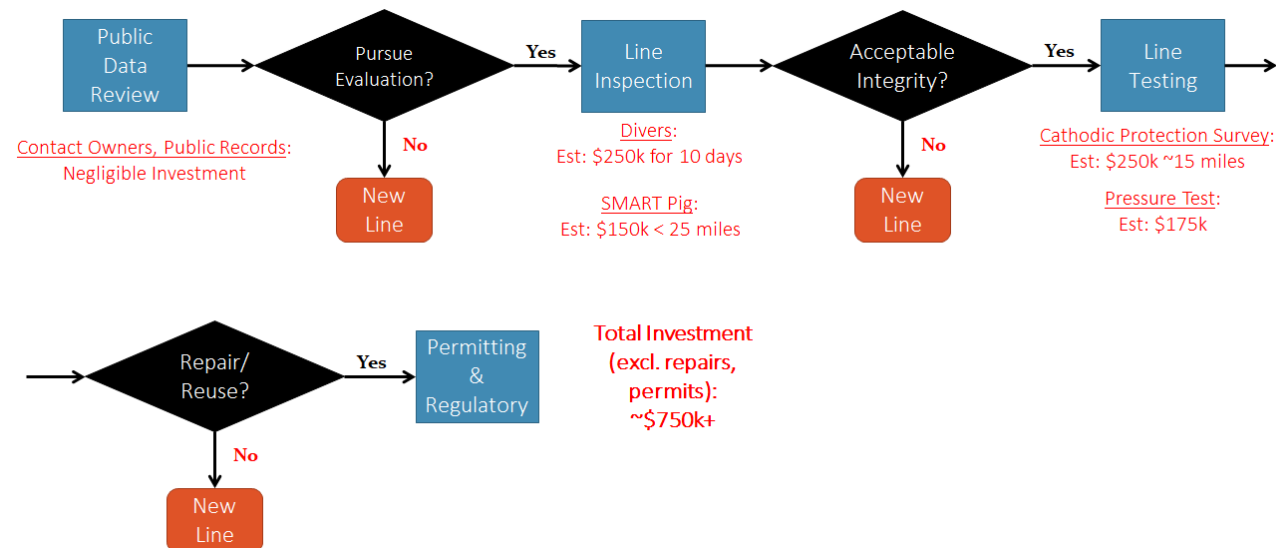 Public
Data
Review
Pursue
Evaluation?
Yes
Line
Inspection
Acceptable
Integrity?
Yes
Line
Testing
Contact Owners, Public Records:
Negligible Investment
No
New
Line
Divers:
Est: $250k for 10 days
SMART Pig:
Est: $150k < 25 miles
No
New
Line
Cathodic Protection Survey:
Est: $250k ~15 miles
Pressure Test:
Est: $175k
Repair/
Reuse?
Yes
Permitting
&
Regulatory
Total Investment
(excl. repairs,
permits):
~$750k+
No
New
Line